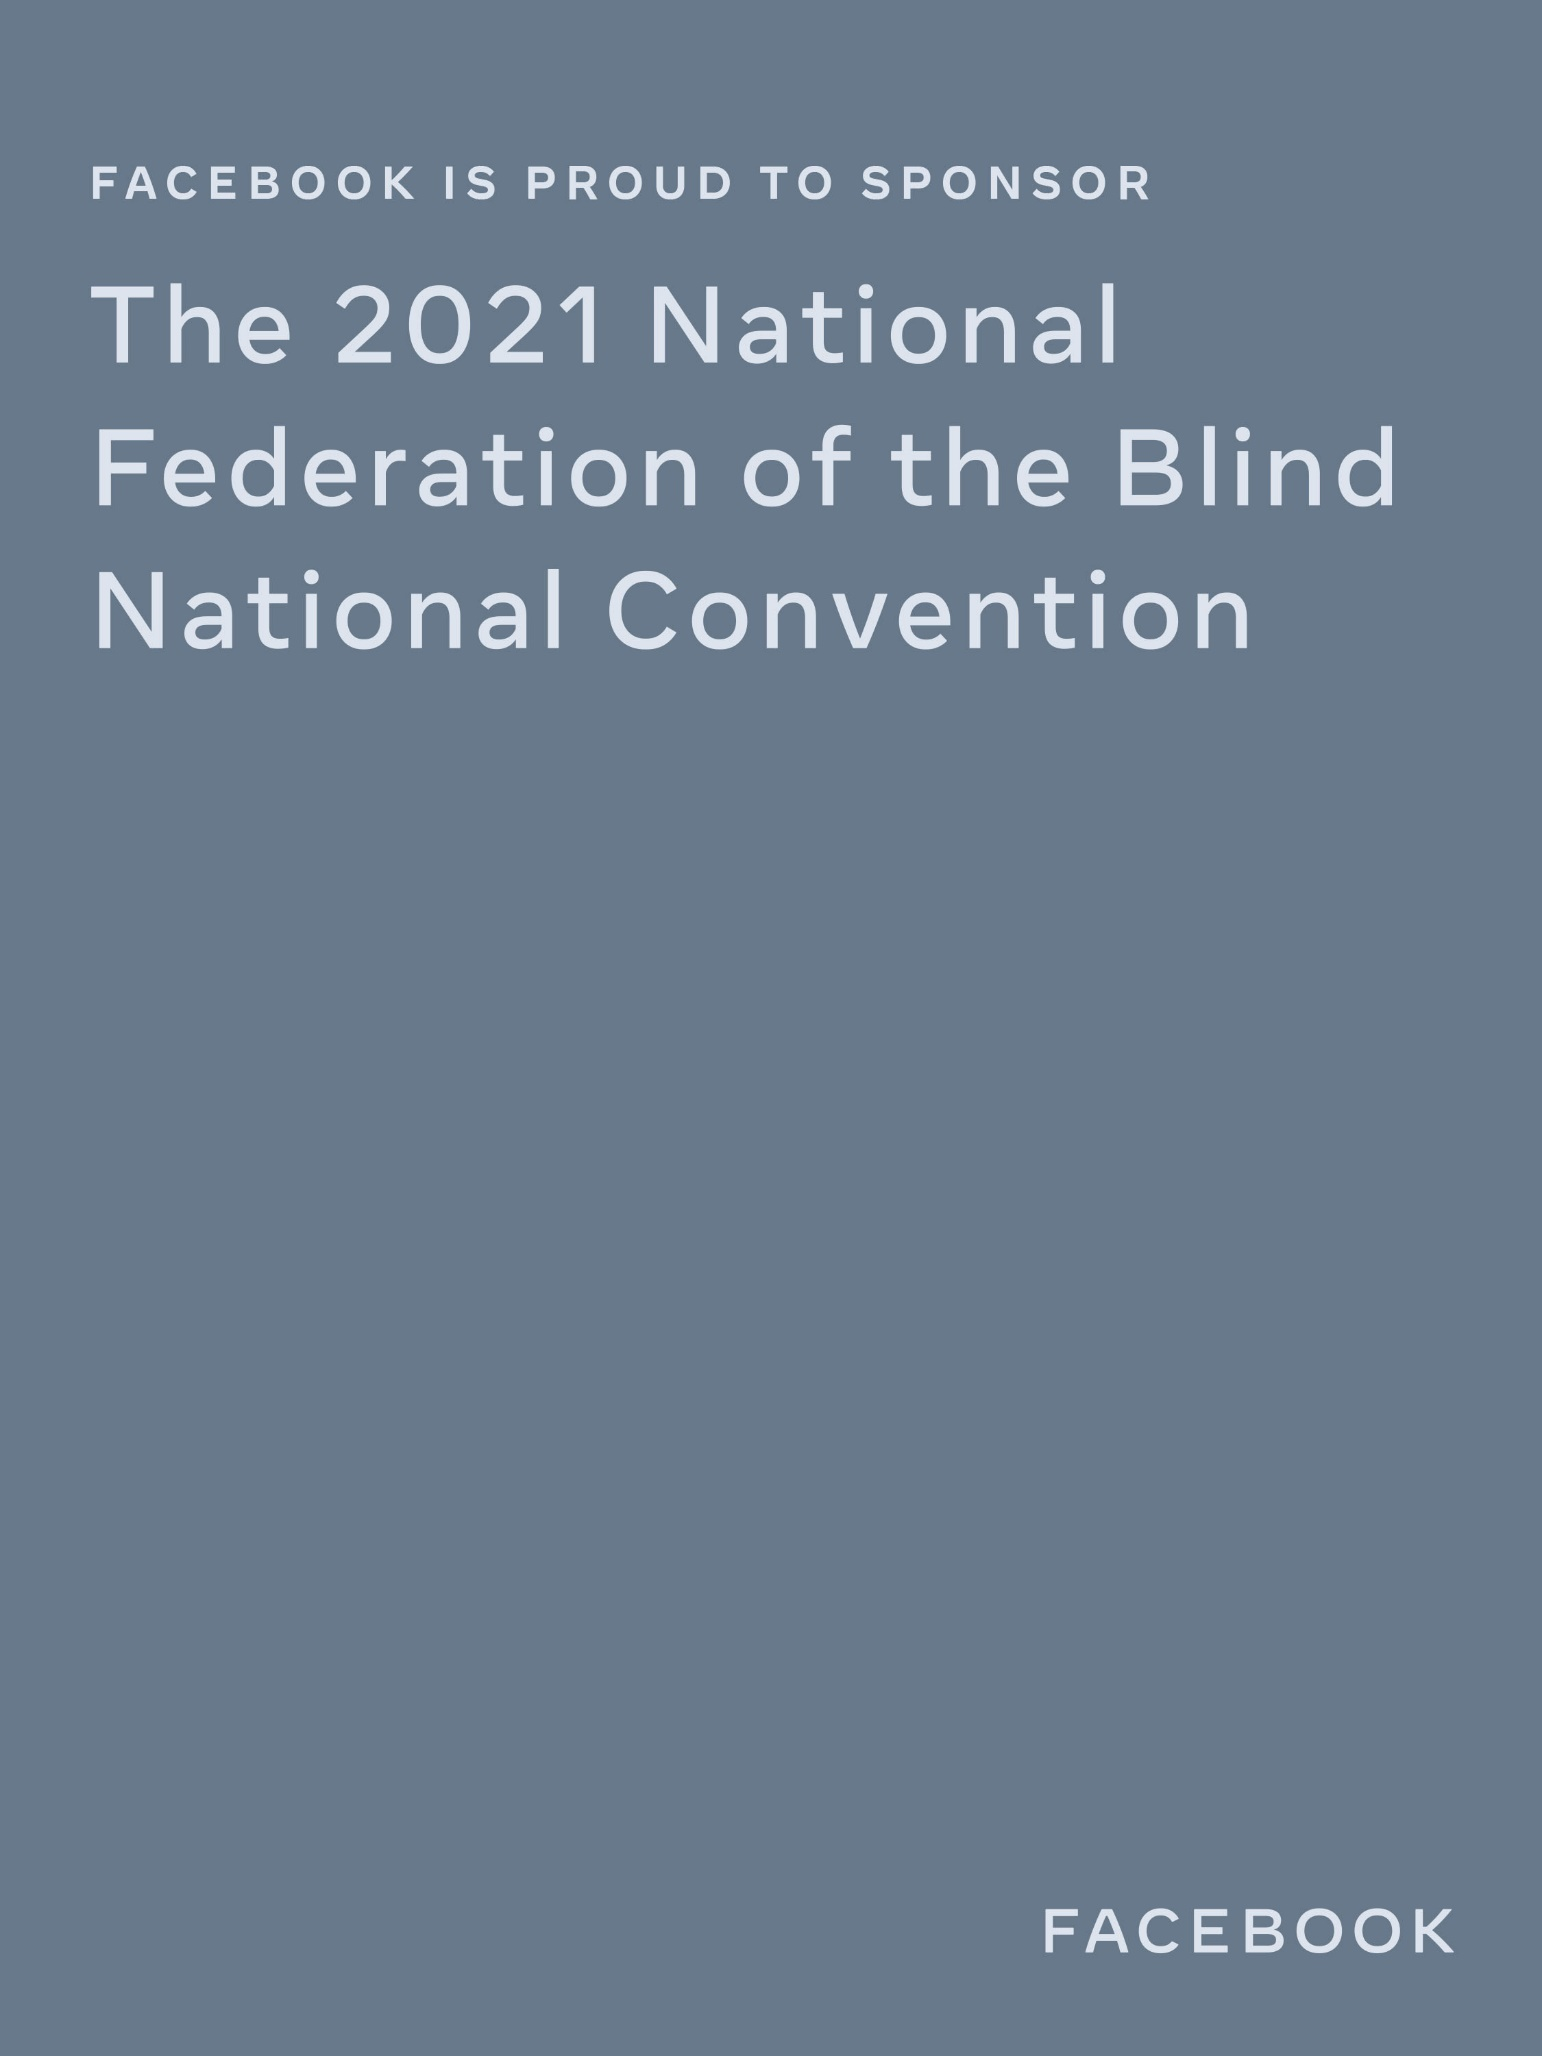 FACEBOOK IS PROUD TO SPONSOR
The 2021 National
Federation of the Blind
National Convention
FACEBOOK